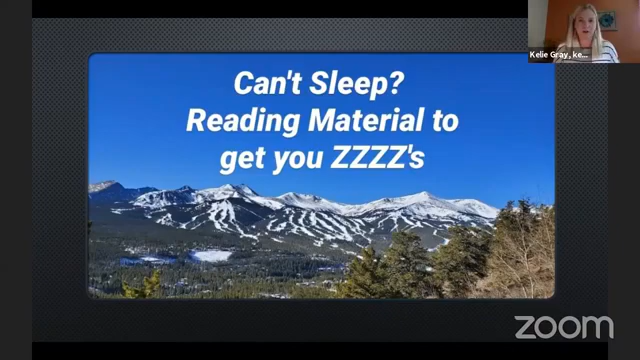 Can't Sleep?
Reading Material to
get you ZZZZ's
Kelie Gray, ke...
zoom